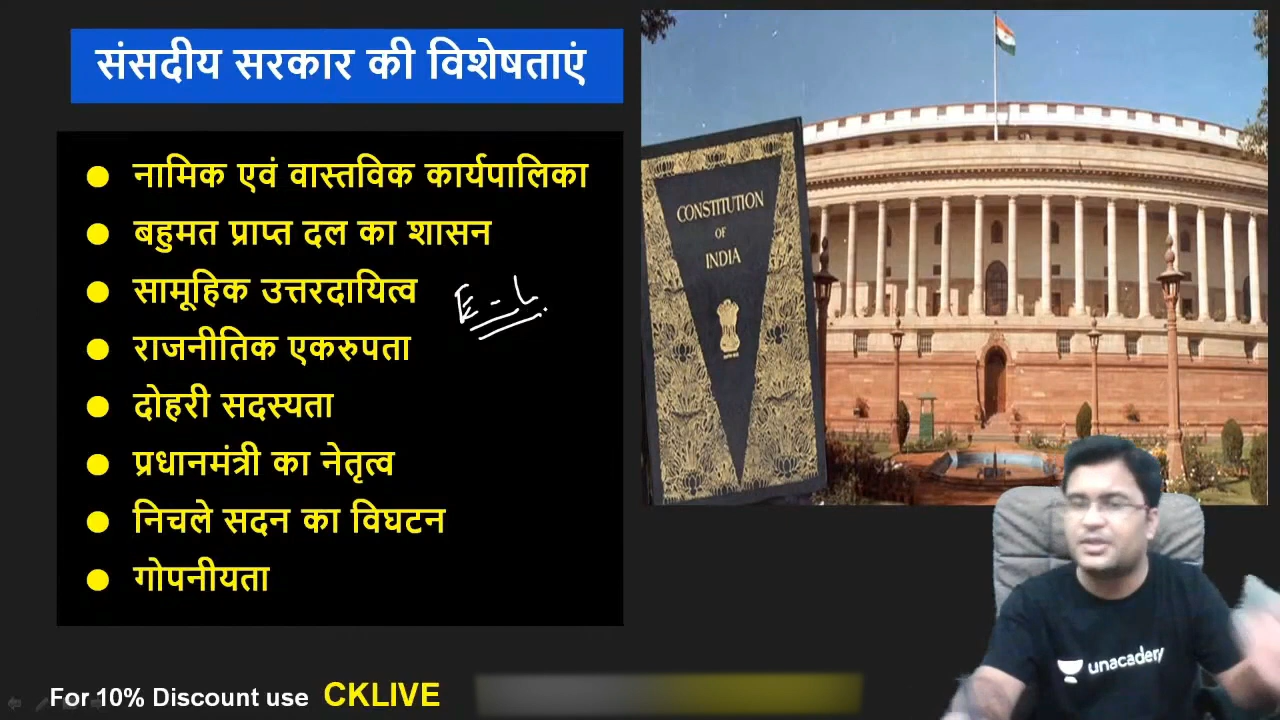 संसदीय सरकार की विशेषताएं
नामिक एवं वास्तविक कार्यपालिका
बहुमत प्राप्त दल का शासन
सामूहिक उत्तरदायित्व
E - L
राजनीतिक एकरुपता
दोहरी सदस्यता
प्रधानमंत्री का नेतृत्व
निचले सदन का विघटन
गोपनीयता
CONSTITUTION
OF
INDIA
unacademy
For 10% Discount use CKLIVE